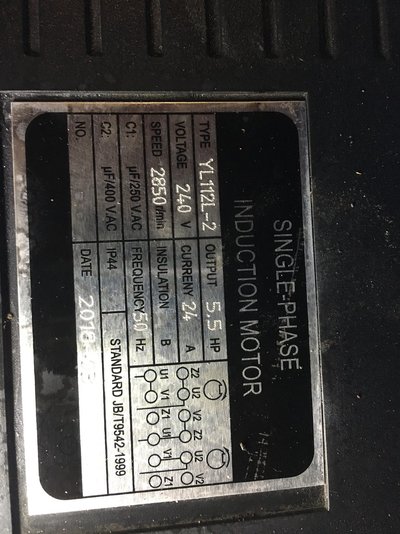 SINGLE-PHASE
INDUCTION MOTOR
TYPE YL112L-2 OUTPUT 5.5 HP
VOLTAGE 240 V CURRENY 24 A
SPEED 2850 r/min INSULATION B
C1: μF/250 VAC FREQUENCY 50 Hz
C2: μF/400 VAC IP44 STANDARD JB/T9542-1999
NO. DATE
Z2 U2 V2 Z2 U2 V2
U1 V1 Z1 U1 V1 Z1